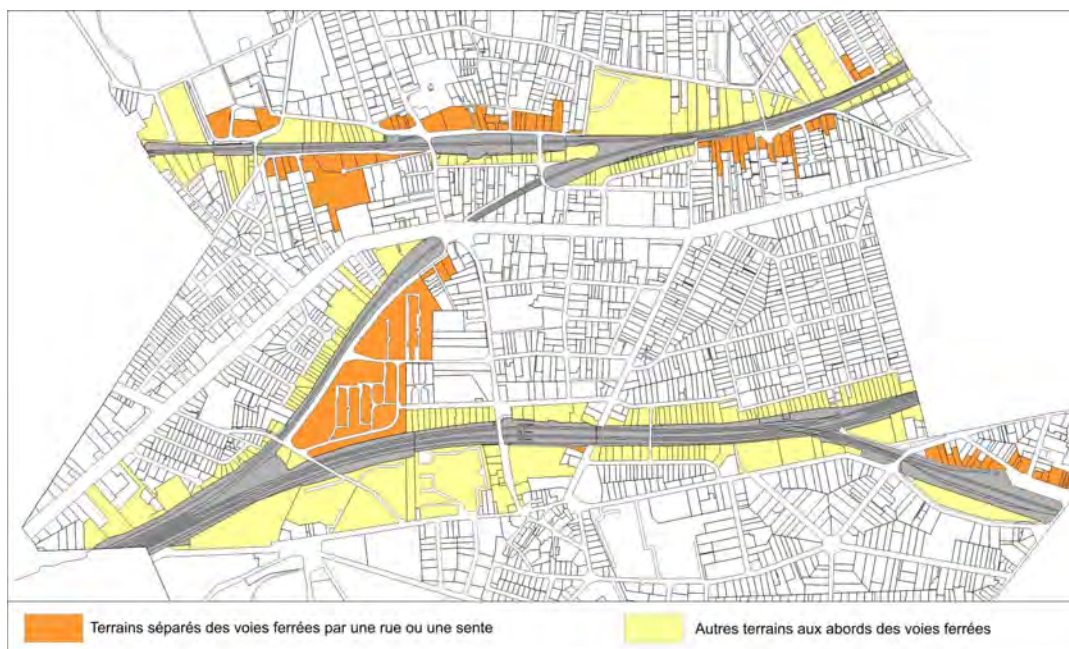 Terrains séparés des voies ferrées par une rue ou une sente
Autres terrains aux abords des voies ferrées